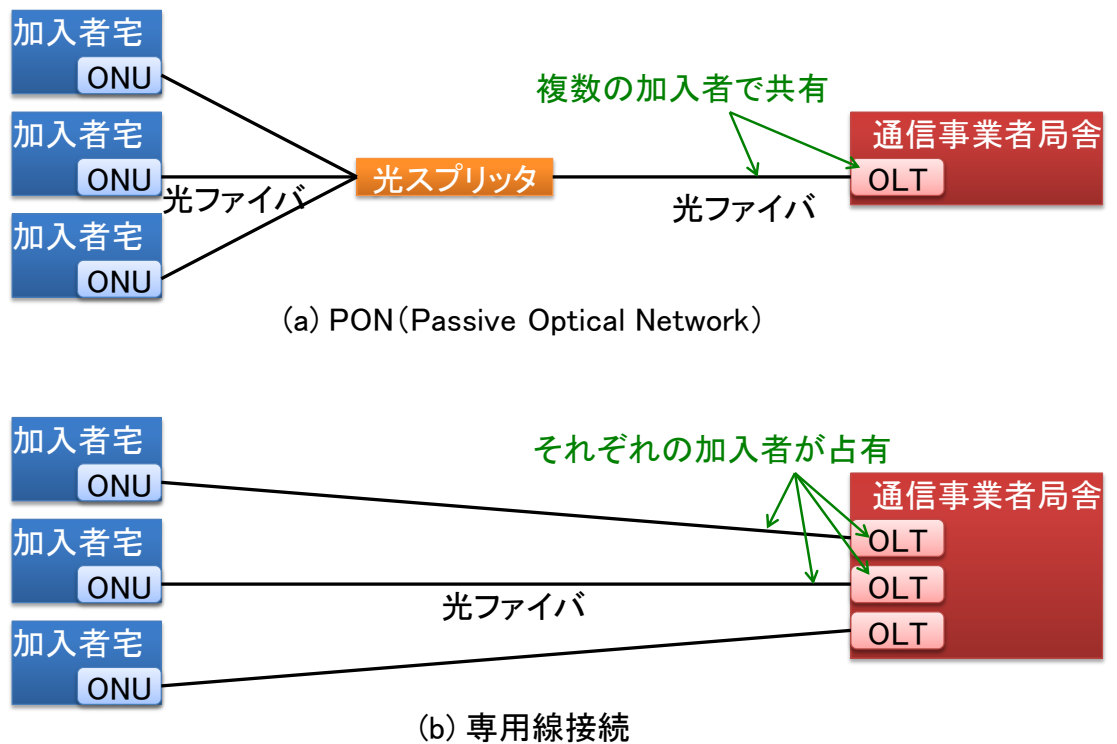 加入者宅
ONU
加入者宅
ONU
加入者宅
ONU
光ファイバ
光スプリッタ
複数の加入者で共有
光ファイバ
通信事業者局舎
OLT
(a) PON(Passive Optical Network)
加入者宅
ONU
加入者宅
ONU
加入者宅
ONU
光ファイバ
それぞれの加入者が占有
通信事業者局舎
OLT
OLT
OLT
(b) 専用線接続